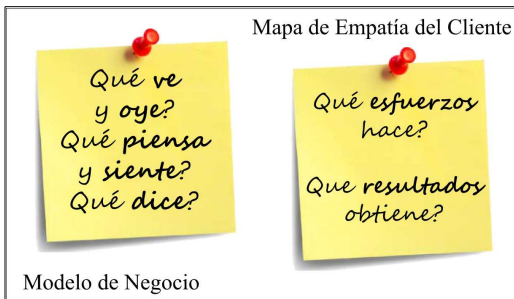 Mapa de Empatía del Cliente
Qué ve
y oye?
Qué piensa
y siente?
Qué dice?
Qué esfuerzos
hace?
Que resultados
obtiene?
Modelo de Negocio